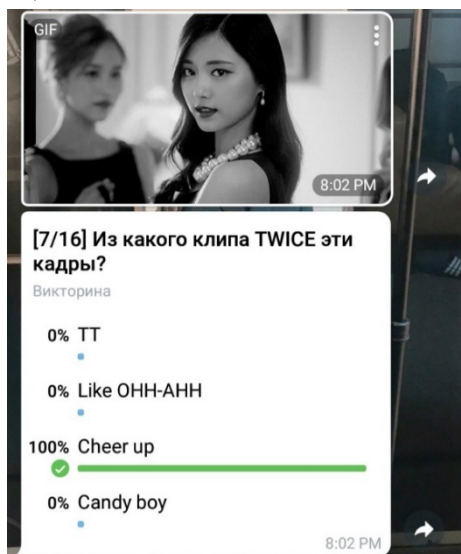 GIF
8:02 PM
[7/16] Из какого клипа TWICE эти
кадры?
Викторина
0% TT
0% Like OHH-AHH
100% Cheer up
0% Candy boy
8:02 PM